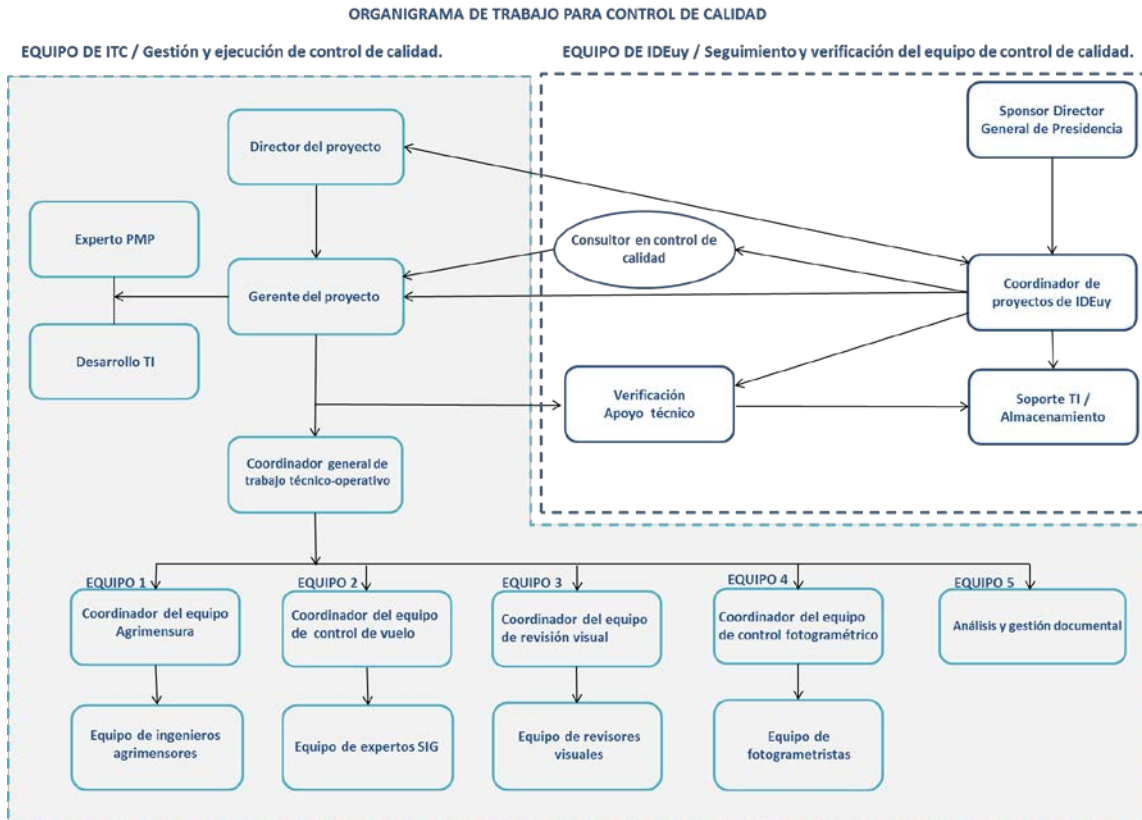 ORGANIGRAMA DE TRABAJO PARA CONTROL DE CALIDAD
EQUIPO DE ITC / Gestión y ejecución de control de calidad.
EQUIPO DE IDEuy / Seguimiento y verificación del equipo de control de calidad.
Sponsor Director
General de Presidencia
Director del proyecto
Experto PMP
Consultor en control de
calidad
Gerente del proyecto
Coordinador de
proyectos de IDEuy
Desarrollo TI
Verificación
Apoyo técnico
Soporte TI /
Almacenamiento
Coordinador general de
trabajo técnico-operativo
EQUIPO 1
Coordinador del equipo
Agrimensura
EQUIPO 2
Coordinador del equipo
de control de vuelo
EQUIPO 3
Coordinador del equipo
de revisión visual
EQUIPO 4
Coordinador del equipo
de control fotogramétrico
EQUIPO 5
Análisis y gestión documental
Equipo de ingenieros
agrimensores
Equipo de expertos SIG
Equipo de revisores
visuales
Equipo de
fotogrametristas